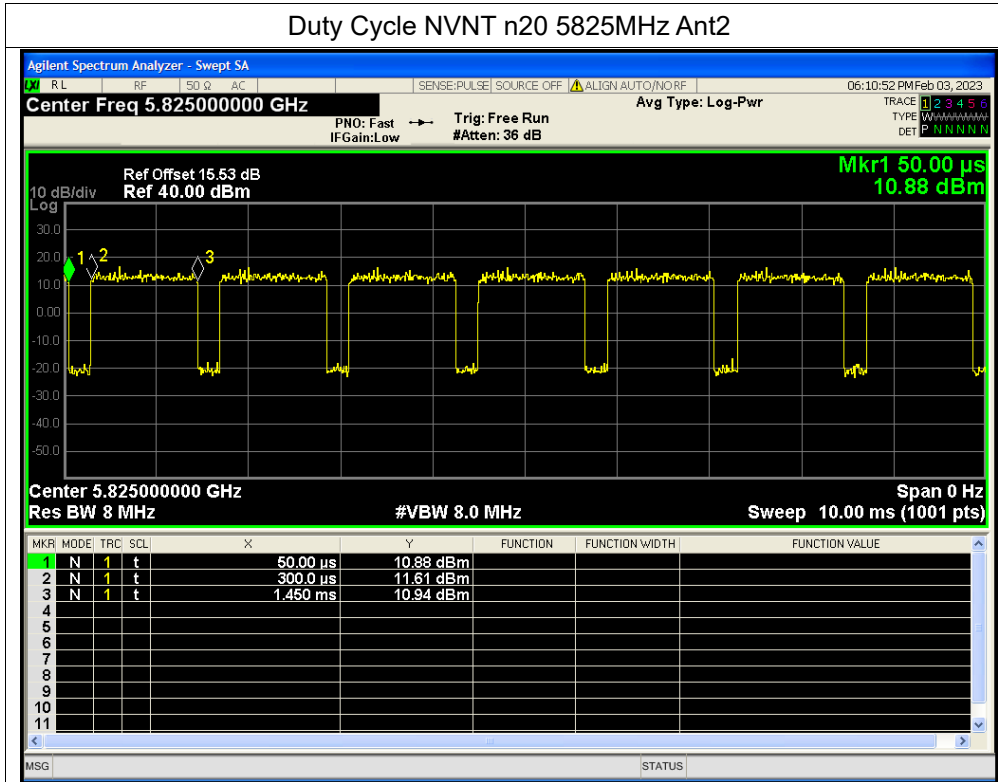 Duty Cycle NVNT n20 5825MHz Ant2
Agilent Spectrum Analyzer - Swept SA
LXI RL RF 50 Ω AC SENSE:PULSE SOURCE OFF ALIGN AUTO/NO RF 06:10:52 PM Feb 03, 2023
Center Freq 5.825000000 GHz Avg Type: Log-Pwr TRACE 1 2 3 4 5 6
PNO: Fast Trig: Free Run TYPE WWWWWW
IFGain:Low #Atten: 36 dB DET P N N N N N
Mkr1 50.00 µs
10.88 dBm
Ref Offset 15.53 dB
10 dB/div Ref 40.00 dBm
Log
30.0
20.0
10.0
0.00
-10.0
-20.0
-30.0
-40.0
-50.0
1 2 3
Center 5.825000000 GHz Span 0 Hz
Res BW 8 MHz #VBW 8.0 MHz Sweep 10.00 ms (1001 pts)
MKR MODE TRC SCL X Y FUNCTION FUNCTION WIDTH FUNCTION VALUE
1 N 1 t 50.00 µs 10.88 dBm
2 N 1 t 300.0 µs 11.61 dBm
3 N 1 t 1.450 ms 10.94 dBm
4
5
6
7
8
9
10
11
MSG STATUS